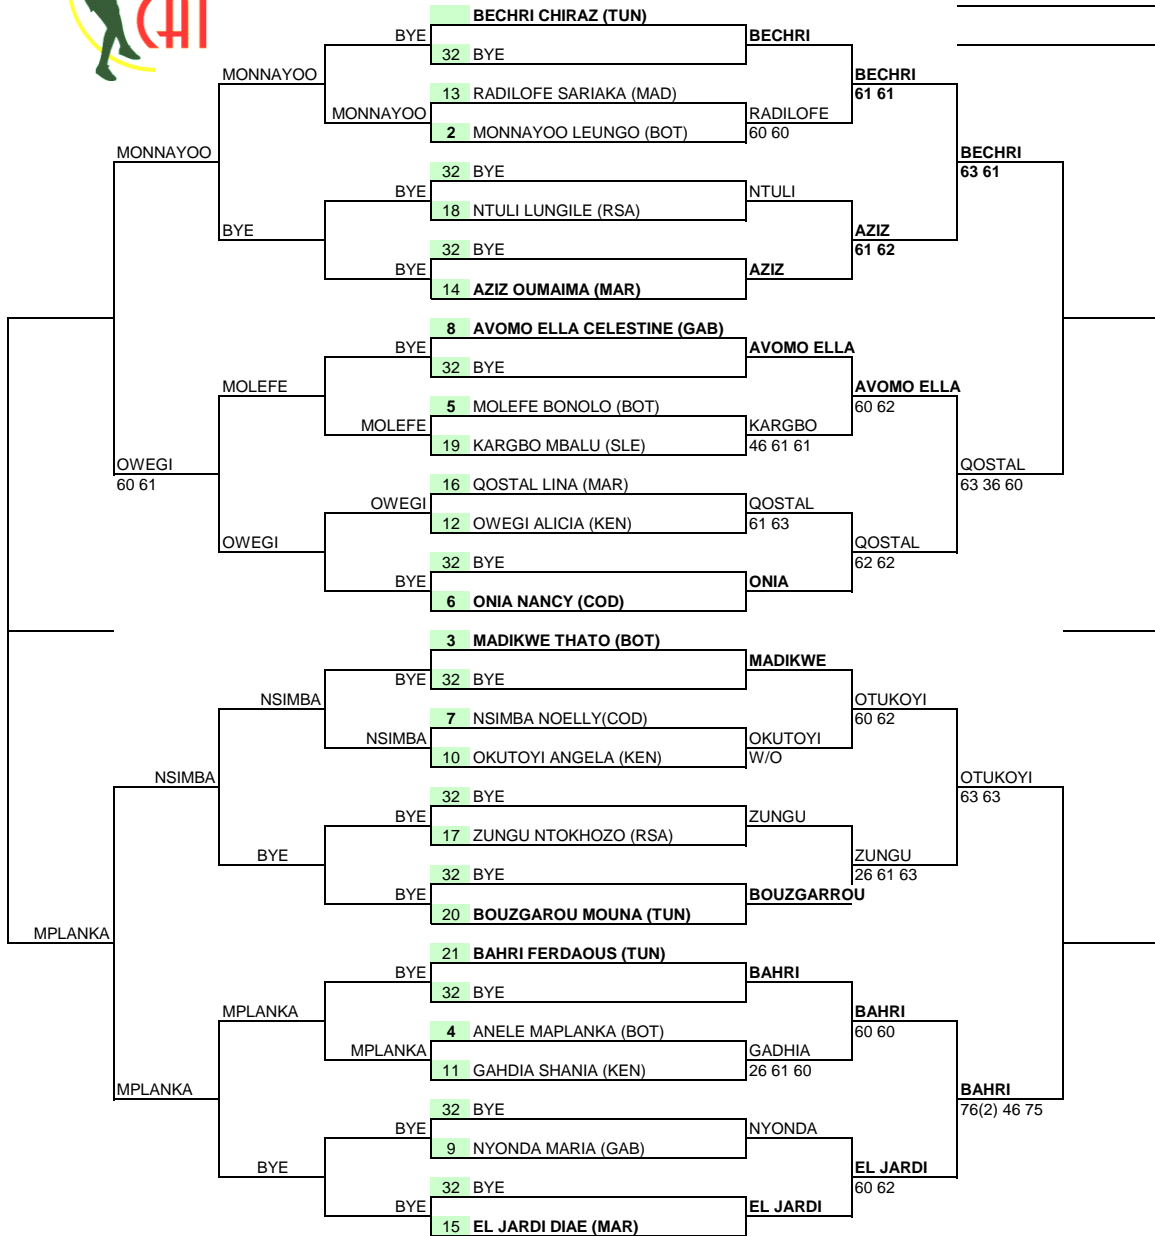 CHI
BECHRI CHIRAZ (TUN)
BYE BECHRI
32 BYE
MONNAYOO BECHRI
13 RADILOFE SARIAKA (MAD) 61 61
MONNAYOO RADILOFE
2 MONNAYOO LEUNGO (BOT) 60 60
MONNAYOO BECHRI
32 BYE 63 61
BYE NTULI
18 NTULI LUNGILE (RSA)
BYE AZIZ
32 BYE 61 62
BYE AZIZ
14 AZIZ OUMAIMA (MAR)
8 AVOMO ELLA CELESTINE (GAB)
BYE AVOMO ELLA
32 BYE
MOLEFE AVOMO ELLA
5 MOLEFE BONOLO (BOT) 60 62
MOLEFE KARGBO
19 KARGBO MBALU (SLE) 46 61 61
OWEGI QOSTAL
60 61 16 QOSTAL LINA (MAR) 63 36 60
OWEGI QOSTAL
12 OWEGI ALICIA (KEN) 61 63
OWEGI QOSTAL
32 BYE 62 62
BYE ONIA
6 ONIA NANCY (COD)
3 MADIKWE THATO (BOT)
MADIKWE
BYE 32 BYE
NSIMBA OTUKOYI
7 NSIMBA NOELLY(COD) 60 62
NSIMBA OKUTOYI
10 OKUTOYI ANGELA (KEN) W/O
NSIMBA OTUKOYI
32 BYE 63 63
BYE ZUNGU
17 ZUNGU NTOKHOZO (RSA)
BYE ZUNGU
32 BYE 26 61 63
BYE BOUZGARROU
20 BOUZGAROU MOUNA (TUN)
MPLANKA
21 BAHRI FERDAOUS (TUN)
BYE BAHRI
32 BYE
MPLANKA BAHRI
4 ANELE MAPLANKA (BOT) 60 60
MPLANKA GADHIA
11 GAHDIA SHANIA (KEN) 26 61 60
MPLANKA BAHRI
32 BYE 76(2) 46 75
BYE NYONDA
9 NYONDA MARIA (GAB)
BYE EL JARDI
32 BYE 60 62
BYE EL JARDI
15 EL JARDI DIAE (MAR)